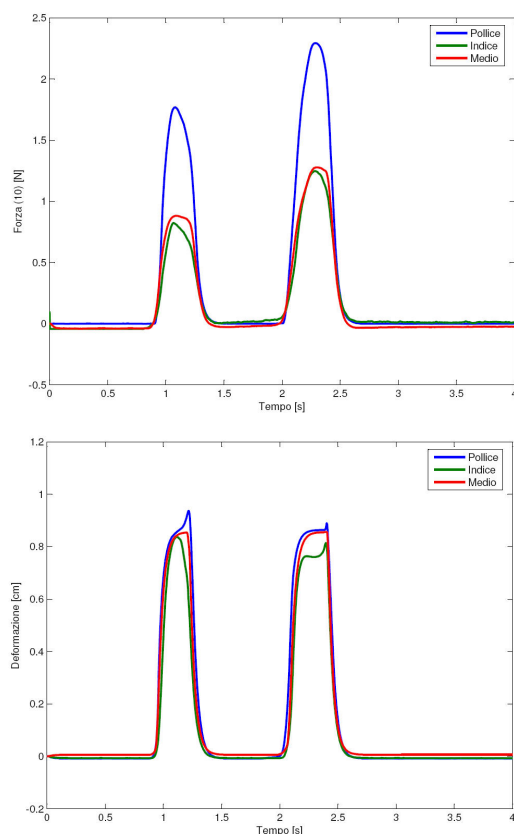 2.5
2
1.5
1
0.5
0
-0.5
Forza (10) [N]
0 0.5 1 1.5 2 2.5 3 3.5 4
Tempo [s]
Pollice
Indice
Medio
1.2
1
0.8
0.6
0.4
0.2
0
-0.2
Deformazione [cm]
0 0.5 1 1.5 2 2.5 3 3.5 4
Tempo [s]
Pollice
Indice
Medio